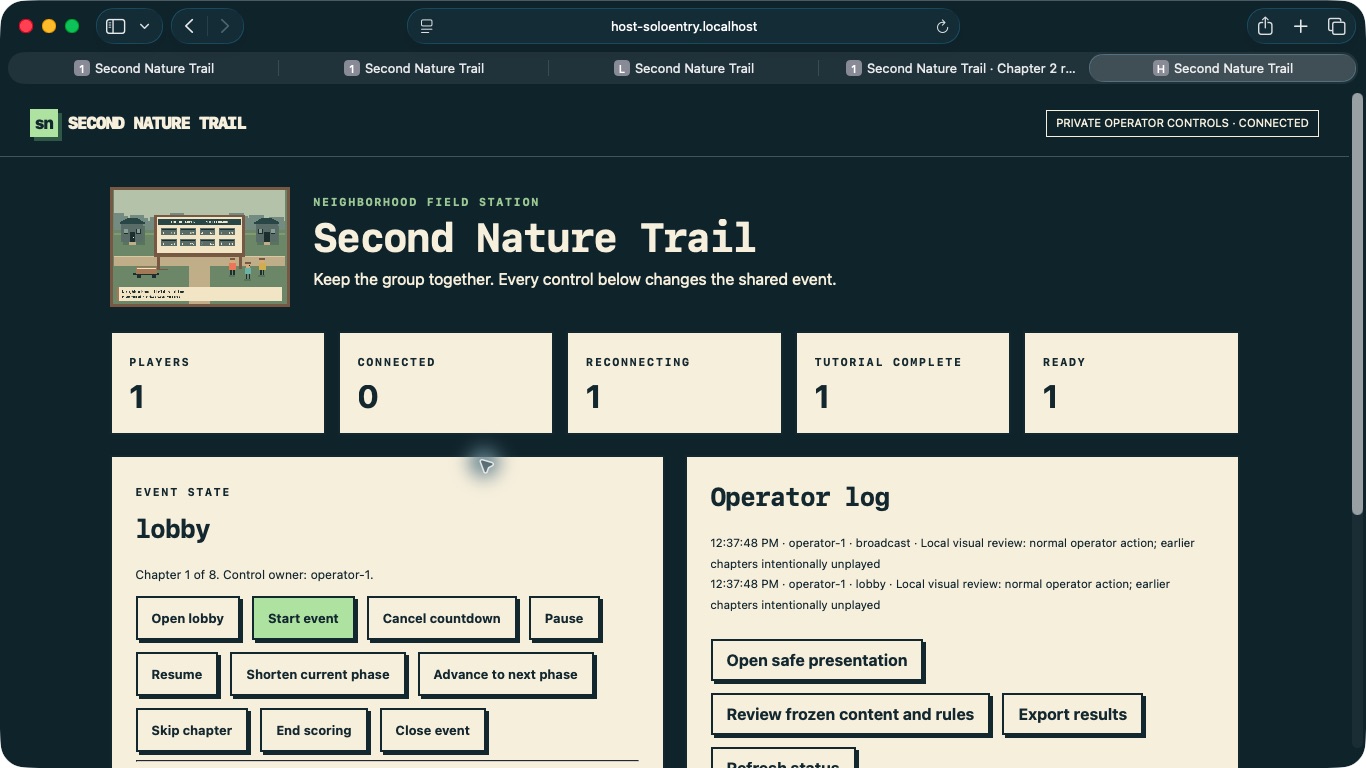 host-soloentry.localhost
1 Second Nature Trail
1 Second Nature Trail
L Second Nature Trail
1 Second Nature Trail · Chapter 2 r...
H Second Nature Trail
sn SECOND NATURE TRAIL
PRIVATE OPERATOR CONTROLS · CONNECTED
NEIGHBORHOOD FIELD STATION
Second Nature Trail
Keep the group together. Every control below changes the shared event.
PLAYERS
1
CONNECTED
0
RECONNECTING
1
TUTORIAL COMPLETE
1
READY
1
EVENT STATE
lobby
Chapter 1 of 8. Control owner: operator-1.
Open lobby
Start event
Cancel countdown
Pause
Resume
Shorten current phase
Advance to next phase
Skip chapter
End scoring
Close event
Operator log
12:37:48 PM · operator-1 · broadcast · Local visual review: normal operator action; earlier
chapters intentionally unplayed
12:37:48 PM · operator-1 · lobby · Local visual review: normal operator action; earlier
chapters intentionally unplayed
Open safe presentation
Review frozen content and rules
Export results
Refresh status